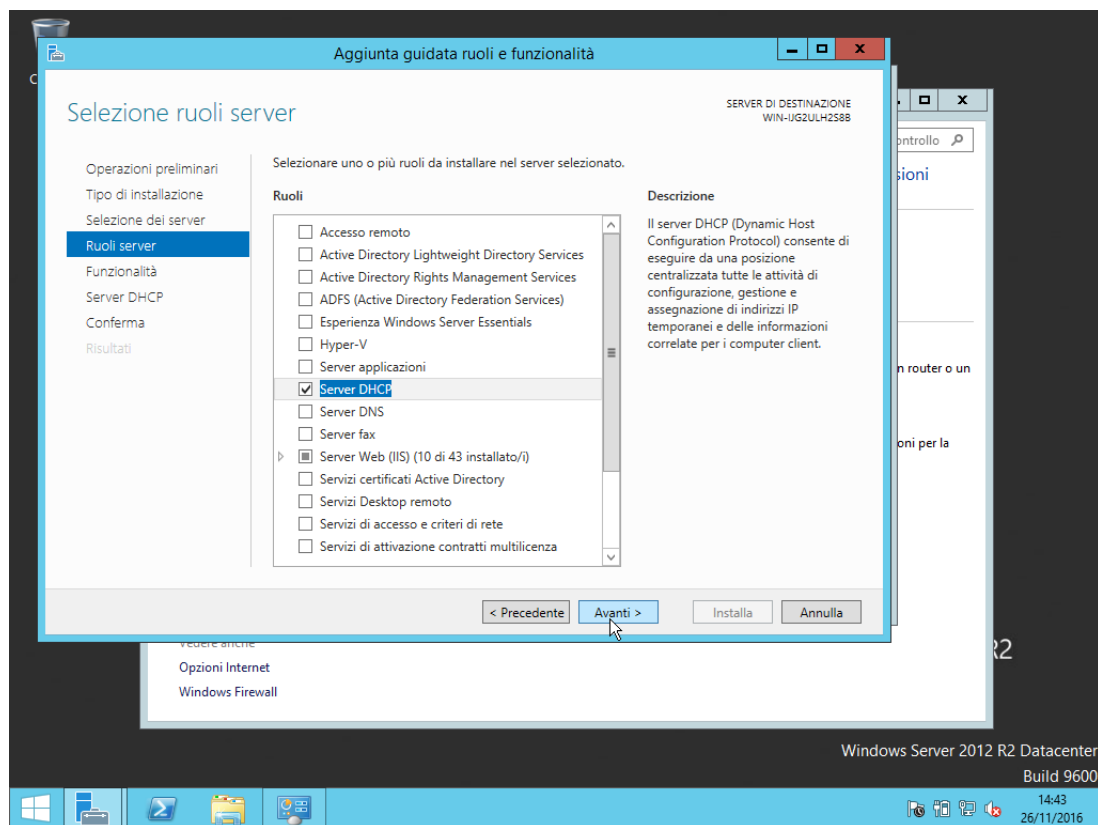 Aggiunta guidata ruoli e funzionalità
Selezione ruoli server
SERVER DI DESTINAZIONE
WIN-IJG2ULH2S8B
Operazioni preliminari
Tipo di installazione
Selezione dei server
Ruoli server
Funzionalità
Server DHCP
Conferma
Risultati
Selezionare uno o più ruoli da installare nel server selezionato.
Ruoli
Accesso remoto
Active Directory Lightweight Directory Services
Active Directory Rights Management Services
ADFS (Active Directory Federation Services)
Esperienza Windows Server Essentials
Hyper-V
Server applicazioni
Server DHCP
Server DNS
Server fax
Server Web (IIS) (10 di 43 installato/i)
Servizi certificati Active Directory
Servizi Desktop remoto
Servizi di accesso e criteri di rete
Servizi di attivazione contratti multilicenza
Descrizione
Il server DHCP (Dynamic Host
Configuration Protocol) consente di
eseguire da una posizione
centralizzata tutte le attività di
configurazione, gestione e
assegnazione di indirizzi IP
temporanei e delle informazioni
correlate per i computer client.
< Precedente
Avanti >
Installa
Annulla
ontrollo
sioni
n router o un
oni per la
Vedere anche
Opzioni Internet
Windows Firewall
R2
Windows Server 2012 R2 Datacenter
Build 9600
14:43
26/11/2016